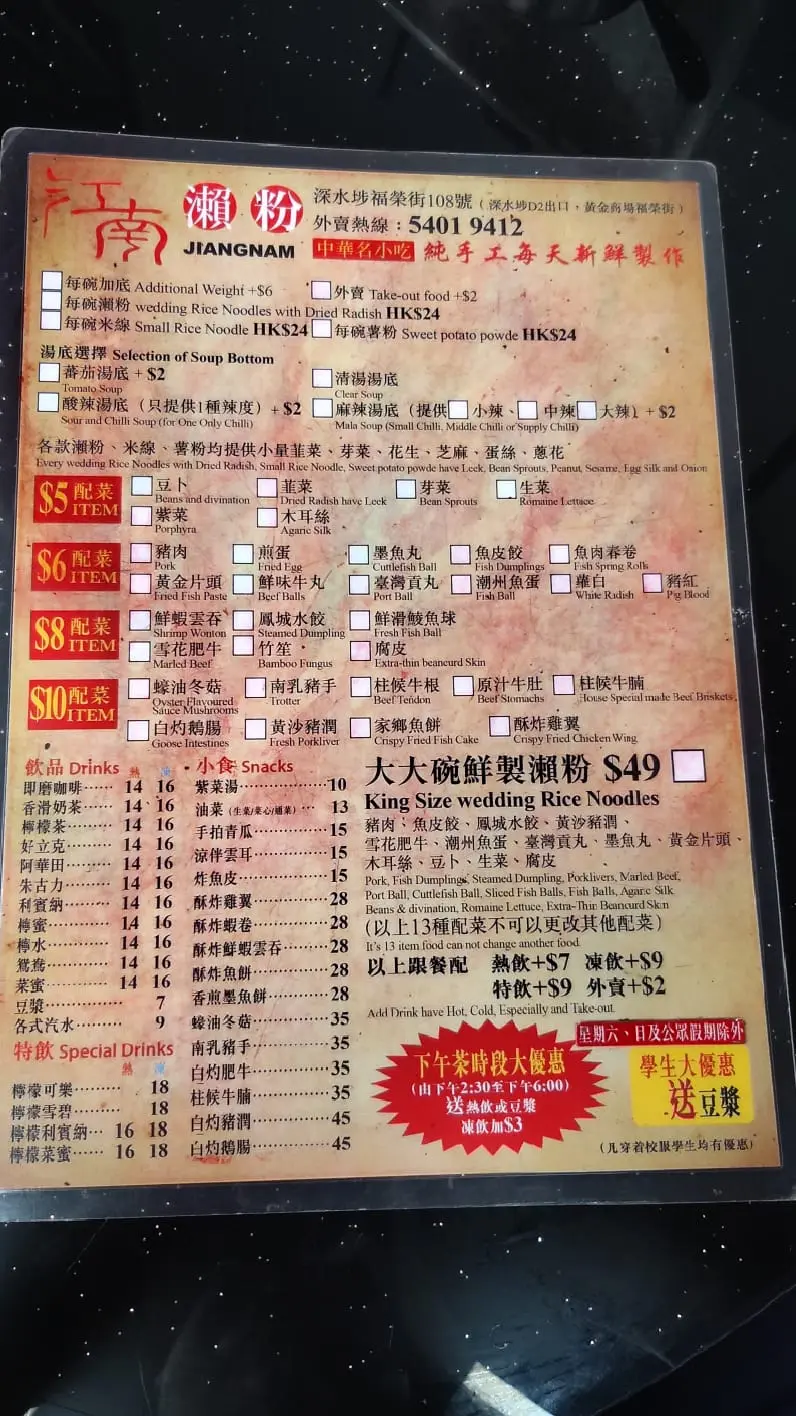 江南 瀨粉 深水埗福榮街108號（深水埗D2出口，黃金商場福榮街）
JIANGNAM 外賣熱線：5401 9412
中華名小吃 純手工每天新鮮製作
每碗加底 Additional Weight +$6 外賣 Take-out food +$2
每碗瀨粉 wedding Rice Noodles with Dried Radish HK$24
每碗米線 Small Rice Noodle HK$24 每碗薯粉 Sweet potato powde HK$24
湯底選擇 Selection of Soup Bottom
蕃茄湯底 + $2 清湯湯底
Tomato Soup Clear Soup
酸辣湯底（只提供1種辣度）+ $2 麻辣湯底（提供 小辣、 中辣 大辣）+ $2
Sour and Chilli Soup (for One Only Chilli) Mala Soup (Small Chilli, Middle Chilli or Supply Chilli)
各款瀨粉、米線、薯粉均提供小量韮菜、芽菜、花生、芝麻、蛋絲、蔥花
Every wedding Rice Noodles with Dried Radish, Small Rice Noodle, Sweet potato powde have Leek, Bean Sprouts, Peanut, Sesame, Egg Silk and Onion
$5 配菜 ITEM
豆卜 韮菜 芽菜 生菜
Beans and divination Dried Radish have Leek Bean Sprouts Romaine Lettuce
紫菜 木耳絲
Porphyra Agaric Silk
$6 配菜 ITEM
豬肉 煎蛋 墨魚丸 魚皮餃 魚肉春卷
Pork Fried Egg Cuttlefish Ball Fish Dumplings Fish Spring Rolls
黃金片頭 鮮味牛丸 臺灣貢丸 潮州魚蛋 蘿白 豬紅
Fried Fish Paste Beef Balls Port Ball Fish Ball White Radish Pig Blood
$8 配菜 ITEM
鮮蝦雲吞 鳳城水餃 鮮滑鯪魚球
Shrimp Wonton Steamed Dumpling Fresh Fish Ball
雪花肥牛 竹笙 腐皮
Marled Beef Bamboo Fungus Extra-thin beancurd Skin
$10 配菜 ITEM
蠔油冬菇 南乳豬手 柱候牛根 原汁牛肚 柱候牛腩
Oyster Flavoured Sauce Mushrooms Trotter Beef Tendon Beef Stomachs House Special made Beef Briskets
白灼鵝腸 黃沙豬潤 家鄉魚餅 酥炸雞翼
Goose Intestines Fresh Porkliver Crispy Fried Fish Cake Crispy Fried Chicken Wing
飲品 Drinks 熱 凍
即磨咖啡…… 14 16
香滑奶茶…… 14 16
檸檬茶……… 14 16
好立克……… 14 16
阿華田……… 14 16
朱古力……… 14 16
利賓納……… 14 16
檸蜜………… 14 16
檸水………… 14 16
鴛鴦………… 14 16
菜蜜………… 14 16
豆漿…………… 7
各式汽水……… 9
特飲 Special Drinks
熱 凍
檸檬可樂……… 18
檸檬雪碧……… 18
檸檬利賓納… 16 18
檸檬菜蜜…… 16 18
小食 Snacks
紫菜湯…………10
油菜（生菜/菜心/通菜）… 13
手拍青瓜………15
涼伴雲耳………15
炸魚皮…………15
酥炸雞翼………28
酥炸蝦卷………28
酥炸鮮蝦雲吞……28
酥炸魚餅………28
香煎墨魚餅……28
蠔油冬菇………35
南乳豬手………35
白灼肥牛………35
柱候牛腩………35
白灼豬潤………45
白灼鵝腸………45
大大碗鮮製瀨粉 $49
King Size wedding Rice Noodles
豬肉、魚皮餃、鳳城水餃、黃沙豬潤、
雪花肥牛、潮州魚蛋、臺灣貢丸、墨魚丸、黃金片頭、
木耳絲、豆卜、生菜、腐皮
Pork, Fish Dumplings, Steamed Dumpling, Porklivers, Marled Beef,
Port Ball, Cuttlefish Ball, Sliced Fish Balls, Fish Balls, Agaric Silk
Beans & divination, Romaine Lettuce, Extra-Thin Beancurd Skin
(以上13種配菜不可以更改其他配菜)
It's 13 item food can not change another food
以上跟餐配 熱飲+$7 凍飲+$9
特飲+$9 外賣+$2
Add Drink have Hot, Cold, Especially and Take-out
星期六、日及公眾假期除外
下午茶時段大優惠
(由下午2:30至下午6:00)
送熱飲或豆漿
凍飲加$3
學生大優惠
送豆漿
(凡穿着校服學生均有優惠)